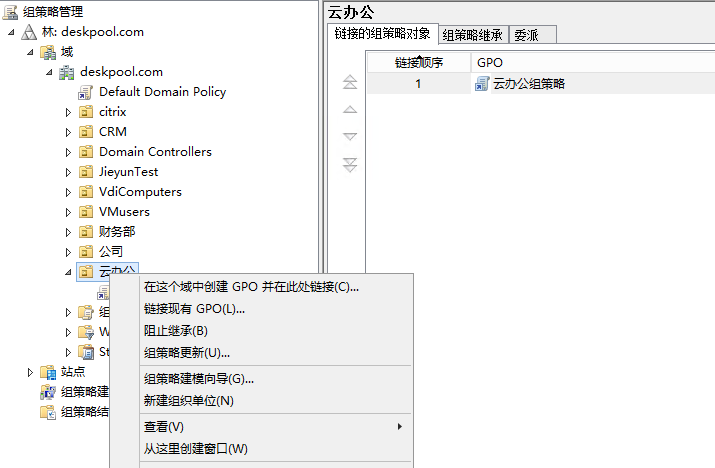 组策略管理
林: deskpool.com
域
deskpool.com
Default Domain Policy
citrix
CRM
Domain Controllers
JieyunTest
VdiComputers
VMusers
财务部
公司
云办公
组
W
St
站点
组策略建
组策略结
云办公
链接的组策略对象 组策略继承 委派
链接顺序 GPO
1 云办公组策略
在这个域中创建 GPO 并在此处链接(C)...
链接现有 GPO(L)...
阻止继承(B)
组策略更新(U)...
组策略建模向导(G)...
新建组织单位(N)
查看(V)
从这里创建窗口(W)